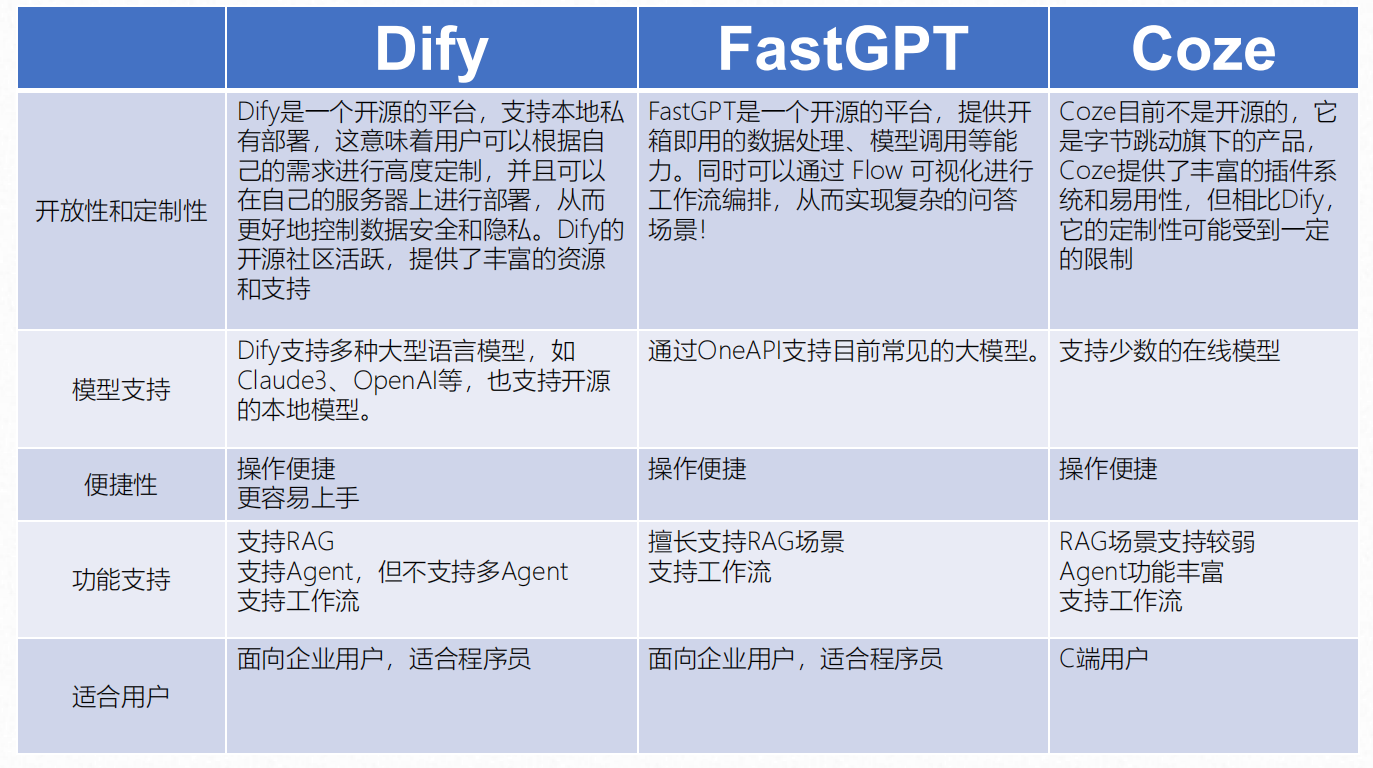 Dify
FastGPT
Coze
开放性和定制性
Dify是一个开源的平台，支持本地私
有部署，这意味着用户可以根据自
己的需求进行高度定制，并且可以
在自己的服务器上进行部署，从而
更好地控制数据安全和隐私。Dify的
开源社区活跃，提供了丰富的资源
和支持
FastGPT是一个开源的平台，提供开
箱即用的数据处理、模型调用等能
力。同时可以通过 Flow 可视化进行
工作流编排，从而实现复杂的问答
场景！
Coze目前不是开源的，它
是字节跳动旗下的产品，
Coze提供了丰富的插件系
统和易用性，但相比Dify，
它的定制性可能受到一定
的限制
模型支持
Dify支持多种大型语言模型，如
Claude3、OpenAI等，也支持开源
的本地模型。
通过OneAPI支持目前常见的大模型。
支持少数的在线模型
便捷性
操作便捷
更容易上手
操作便捷
操作便捷
功能支持
支持RAG
支持Agent，但不支持多Agent
支持工作流
擅长支持RAG场景
支持工作流
RAG场景支持较弱
Agent功能丰富
支持工作流
适合用户
面向企业用户，适合程序员
面向企业用户，适合程序员
C端用户